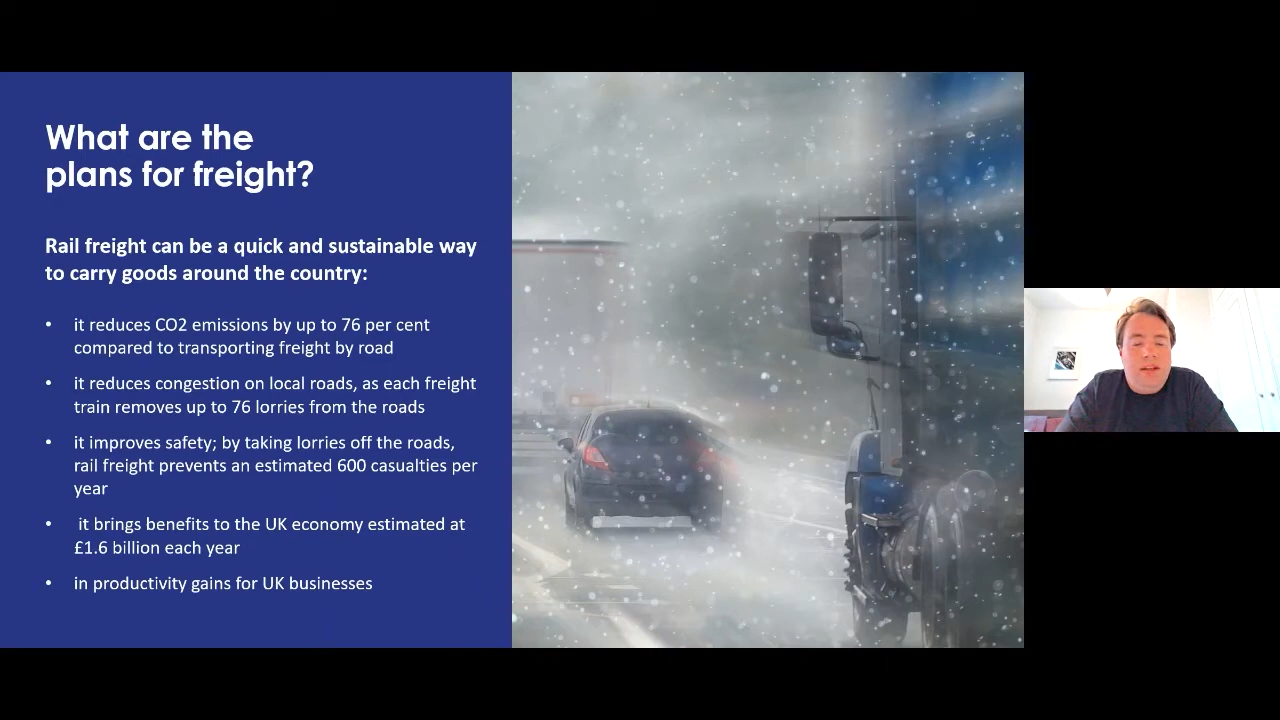 What are the
plans for freight?
Rail freight can be a quick and sustainable way
to carry goods around the country:
• it reduces CO2 emissions by up to 76 per cent
compared to transporting freight by road
• it reduces congestion on local roads, as each freight
train removes up to 76 lorries from the roads
• it improves safety; by taking lorries off the roads,
rail freight prevents an estimated 600 casualties per
year
• it brings benefits to the UK economy estimated at
£1.6 billion each year
• in productivity gains for UK businesses